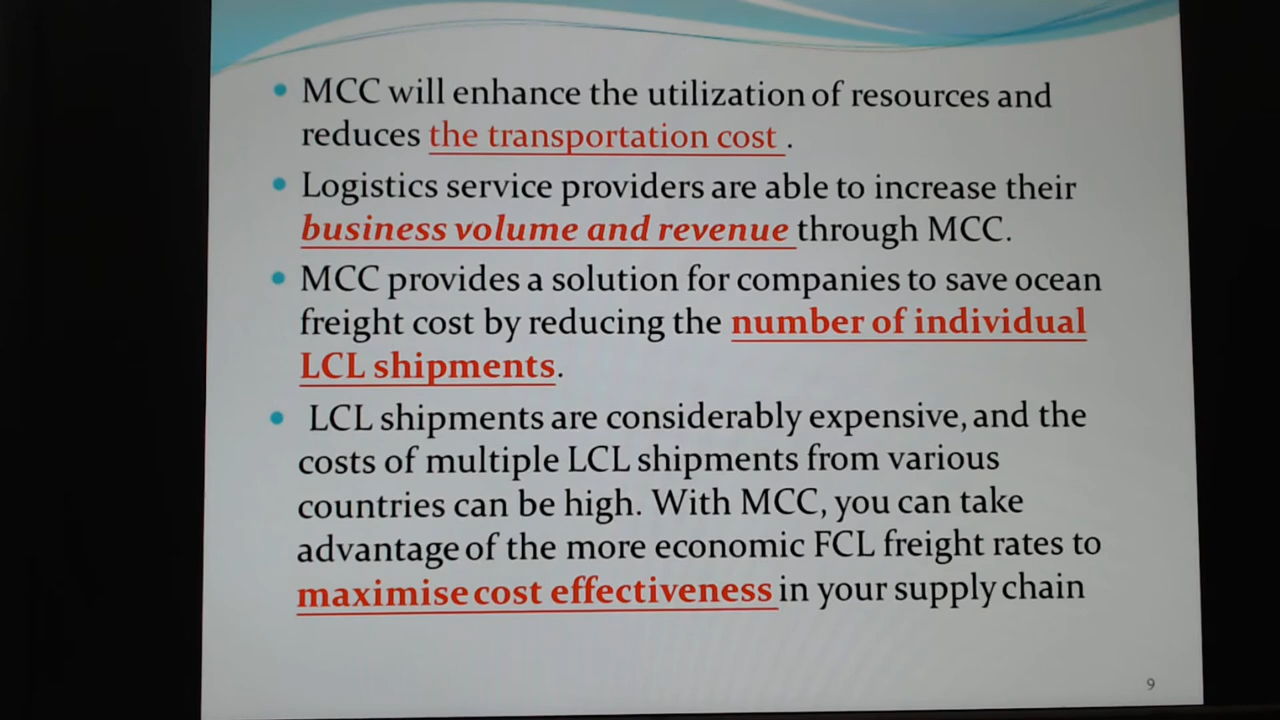 • MCC will enhance the utilization of resources and
reduces the transportation cost .
• Logistics service providers are able to increase their
business volume and revenue through MCC.
• MCC provides a solution for companies to save ocean
freight cost by reducing the number of individual
LCL shipments.
• LCL shipments are considerably expensive, and the
costs of multiple LCL shipments from various
countries can be high. With MCC, you can take
advantage of the more economic FCL freight rates to
maximise cost effectiveness in your supply chain
9